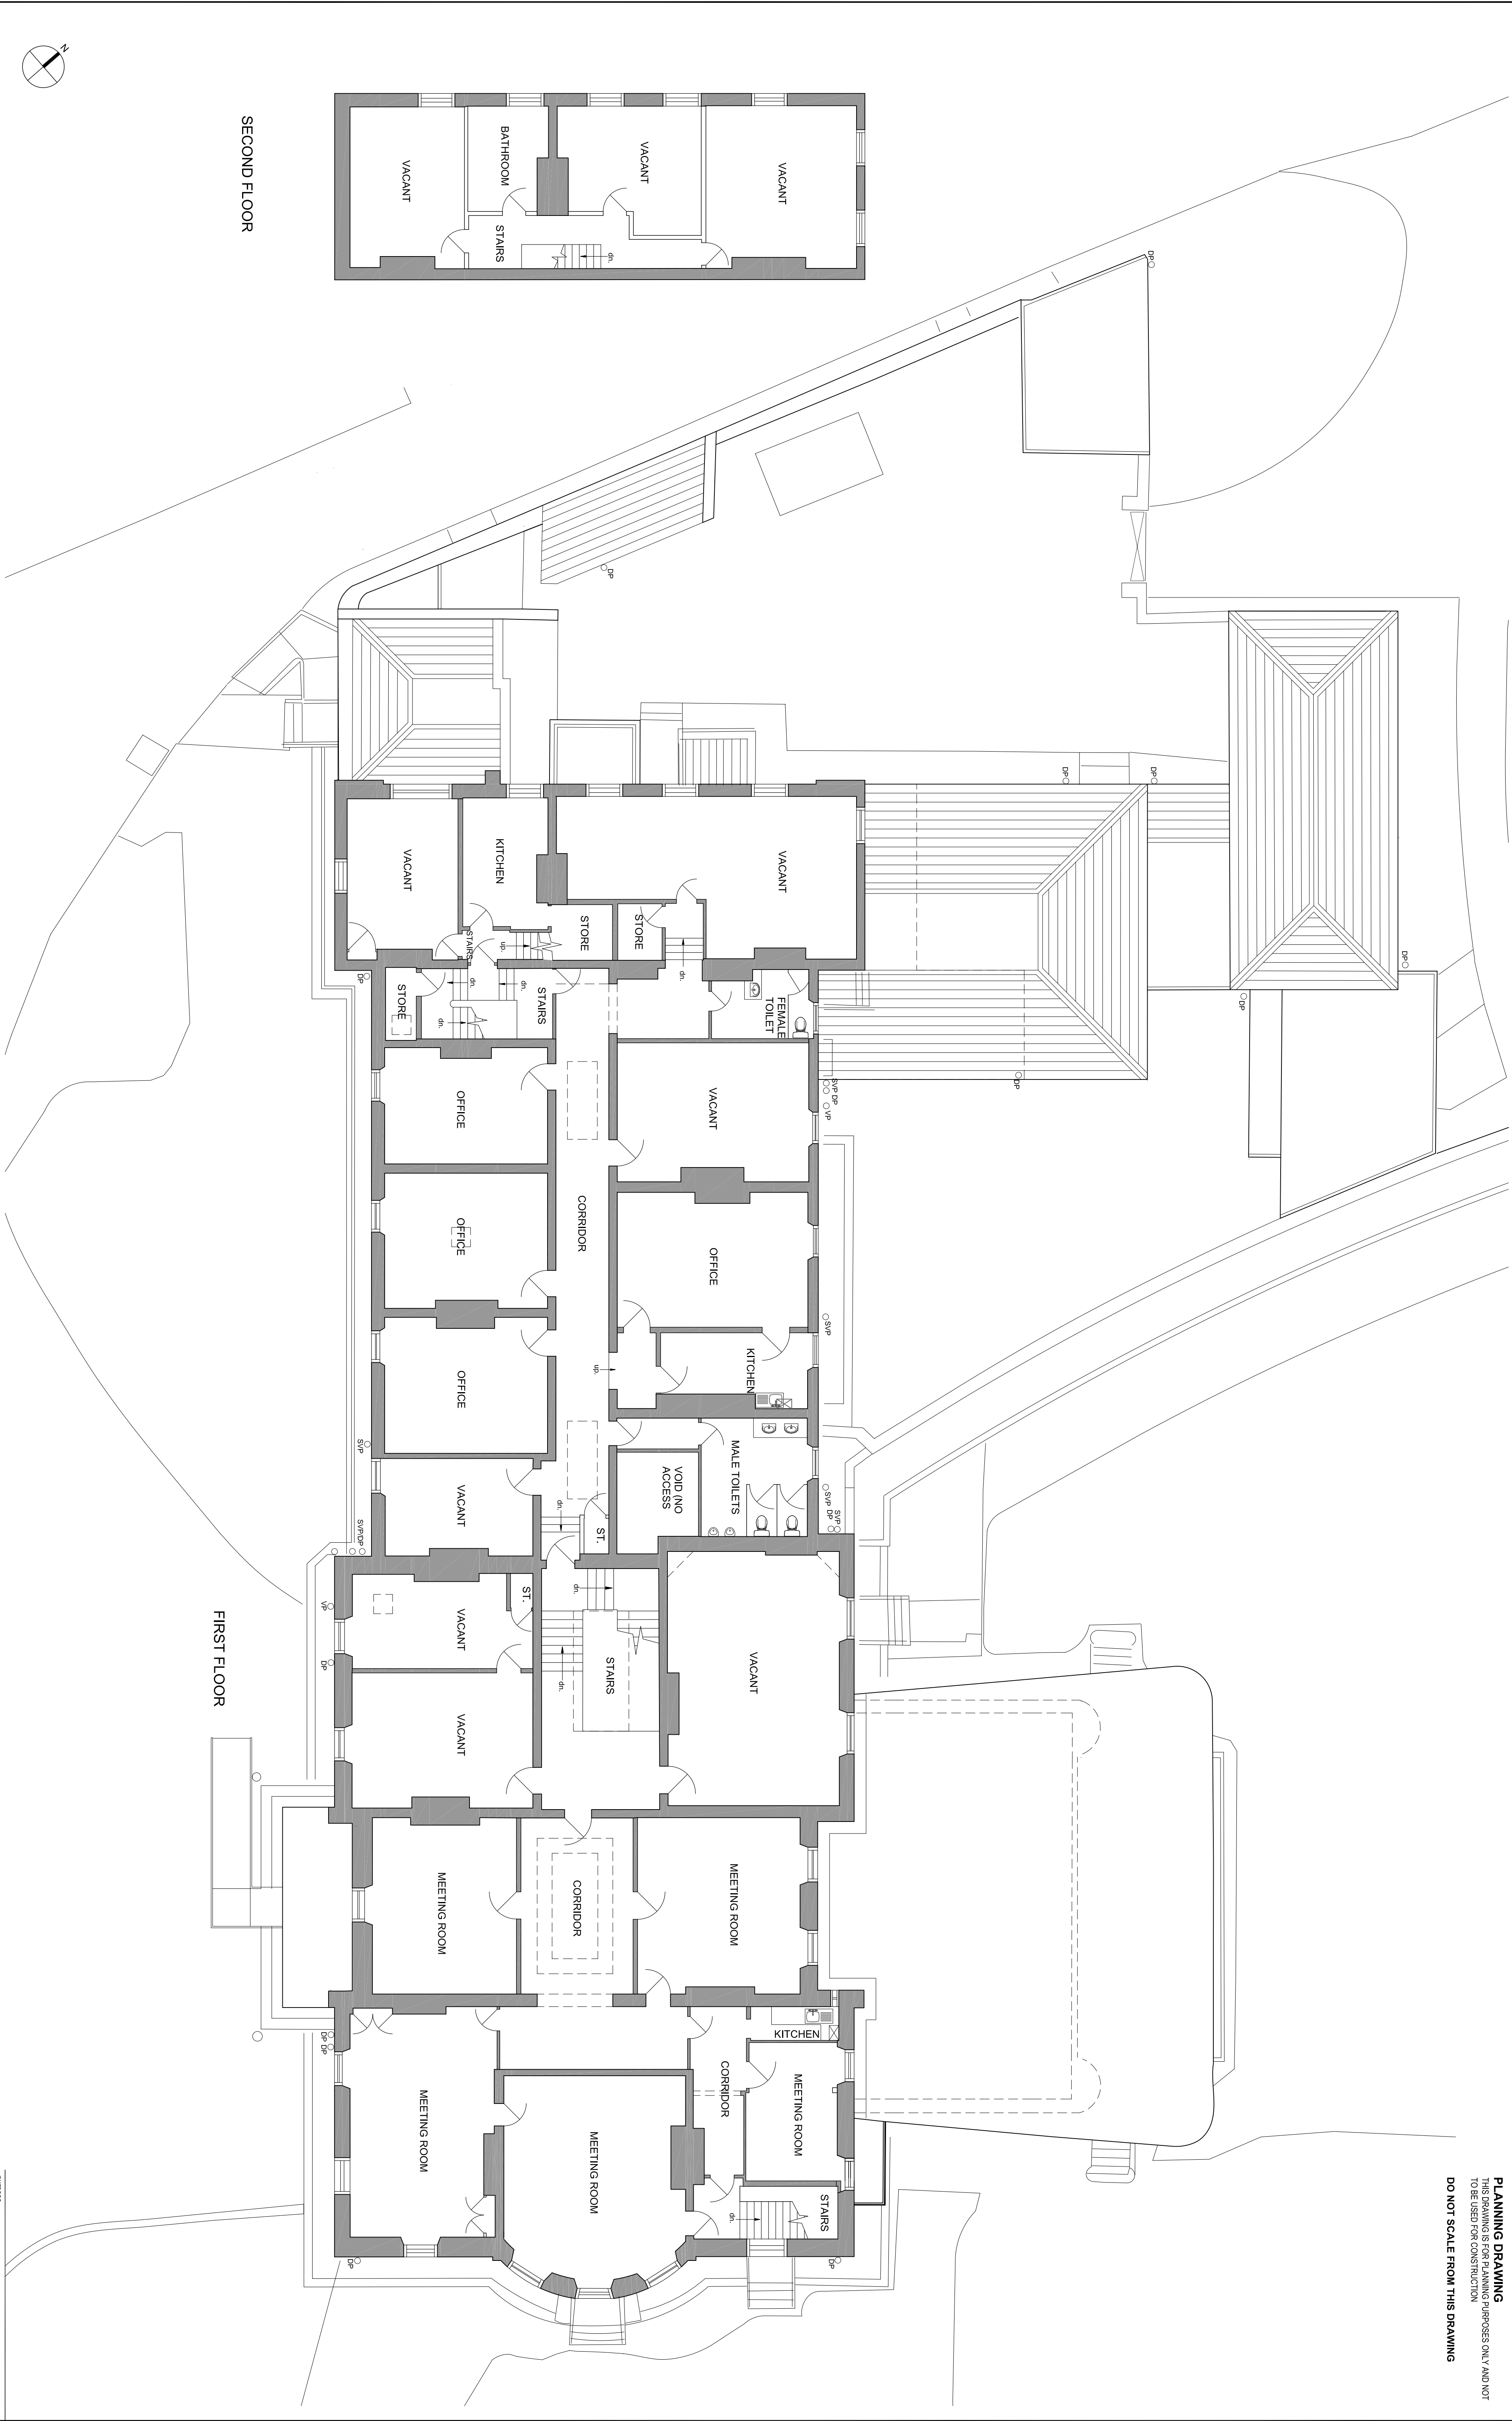 N
SECOND FLOOR
VACANT
BATHROOM
VACANT
VACANT
STAIRS
dn.
DP
DP
DP
DP
DP
DP
DP
VACANT
KITCHEN
VACANT
STORE
STORE
STAIRS
up.
dn.
DP
STORE
dn.
dn.
dn.
STAIRS
FEMALE
TOILET
SVP DP
VP
OFFICE
VACANT
OFFICE
CORRIDOR
OFFICE
SVP
OFFICE
up.
KITCHEN
SVP
MALE TOILETS
VOID (NO
ACCESS
SVP
DP
SVP
VACANT
dn.
ST.
SVP/DP
FIRST FLOOR
VP
DP
VACANT
ST.
dn.
dn.
STAIRS
VACANT
VACANT
MEETING ROOM
CORRIDOR
MEETING ROOM
DP DP
KITCHEN
CORRIDOR
MEETING ROOM
MEETING ROOM
MEETING ROOM
dn.
STAIRS
DP
DP
PLANNING DRAWING
THIS DRAWING IS FOR PLANNING PURPOSES ONLY AND NOT
TO BE USED FOR CONSTRUCTION
DO NOT SCALE FROM THIS DRAWING